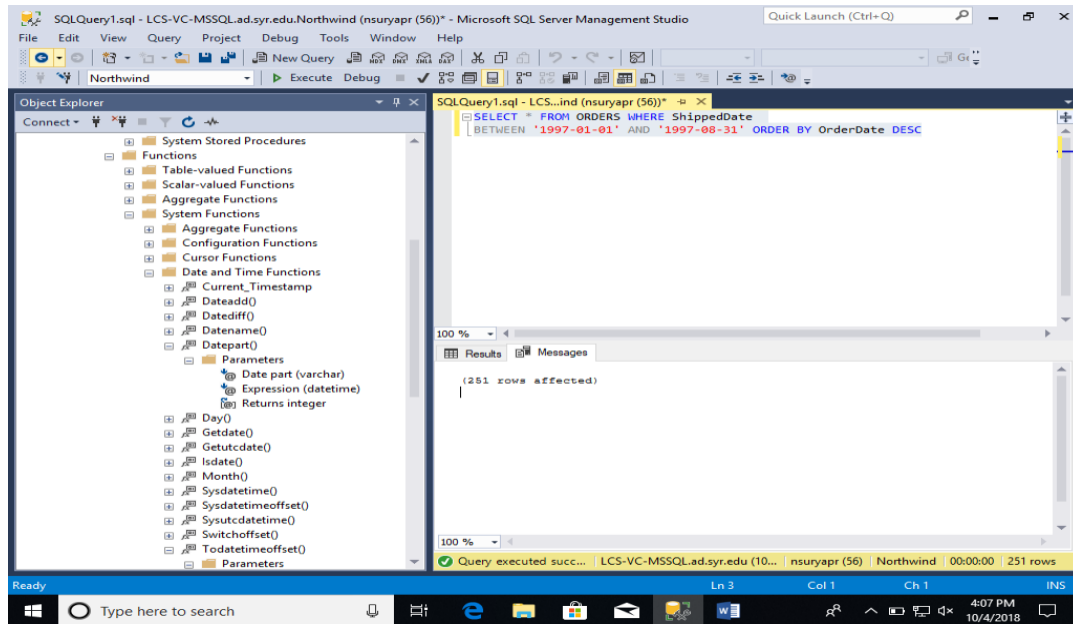 SQLQuery1.sql - LCS-VC-MSSQL.ad.syr.edu.Northwind (nsuryapr (56))* - Microsoft SQL Server Management Studio
Quick Launch (Ctrl+Q)
File Edit View Query Project Debug Tools Window Help
New Query
Northwind
Execute Debug
Object Explorer
Connect
System Stored Procedures
Functions
Table-valued Functions
Scalar-valued Functions
Aggregate Functions
System Functions
Aggregate Functions
Configuration Functions
Cursor Functions
Date and Time Functions
Current_Timestamp
Dateadd()
Datediff()
Datename()
Datepart()
Parameters
Date part (varchar)
Expression (datetime)
Returns integer
Day()
Getdate()
Getutcdate()
Isdate()
Month()
Sysdatetime()
Sysdatetimeoffset()
Sysutcdatetime()
Switchoffset()
Todatetimeoffset()
Parameters
SQLQuery1.sql - LCS...ind (nsuryapr (56))*
SELECT * FROM ORDERS WHERE ShippedDate
BETWEEN '1997-01-01' AND '1997-08-31' ORDER BY OrderDate DESC
100 %
Results Messages
(251 rows affected)
100 %
Query executed succ... LCS-VC-MSSQL.ad.syr.edu (10... nsuryapr (56) Northwind 00:00:00 251 rows
Ready Ln 3 Col 1 Ch 1 INS
Type here to search
4:07 PM
10/4/2018